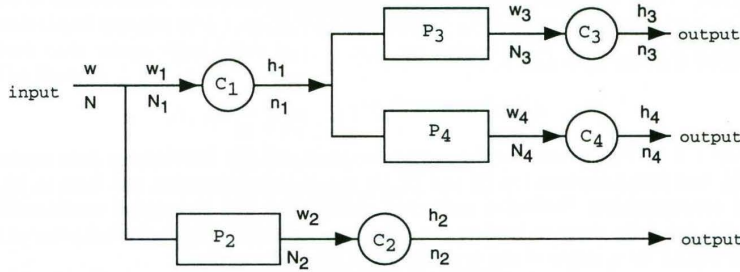 w₃ h₃
P₃ C₃ output
N₃ n₃
w w₁ h₁
input C₁
N N₁ n₁
w₄ h₄
P₄ C₄ output
N₄ n₄
w₂ h₂
P₂ C₂ output
N₂ n₂